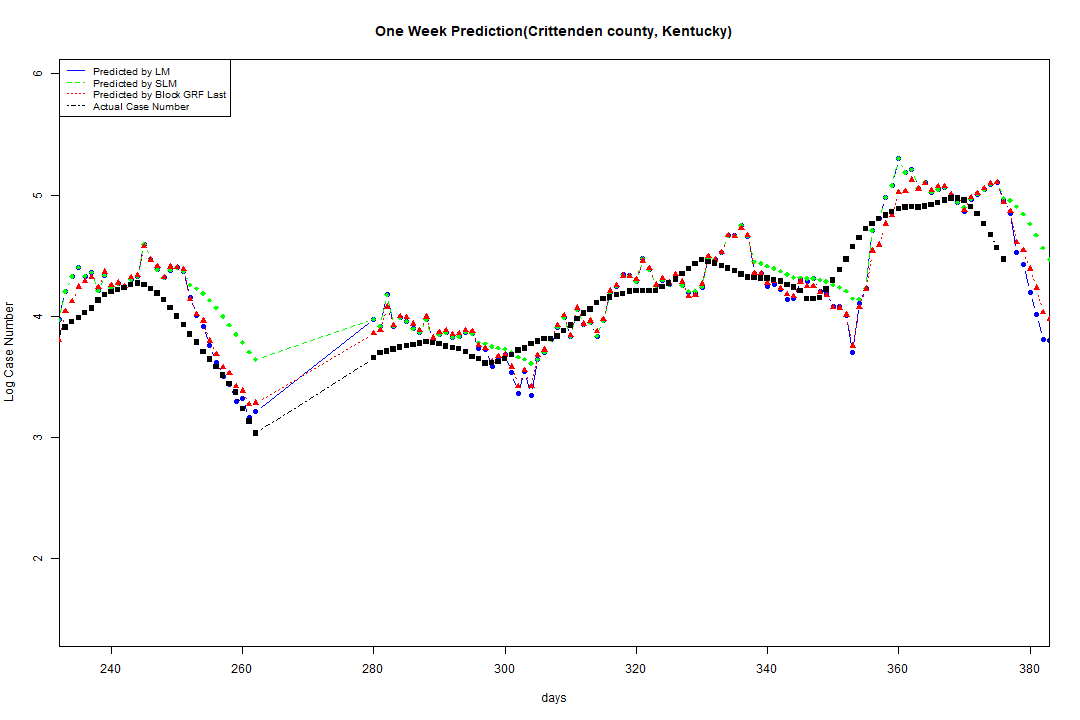 One Week Prediction(Crittenden county, Kentucky)
Predicted by LM
Predicted by SLM
Predicted by Block GRF Last
Actual Case Number
6
5
4
3
2
Log Case Number
240 260 280 300 320 340 360 380
days